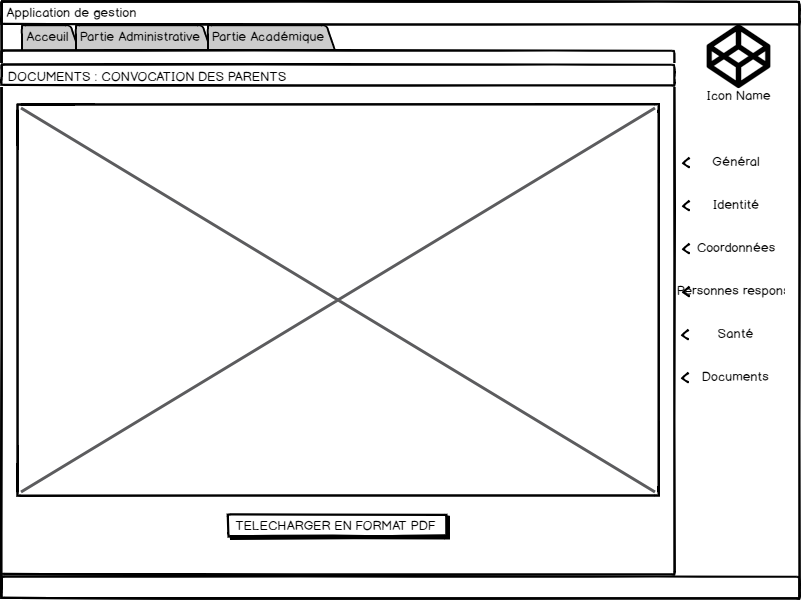 Application de gestion
Acceuil
Partie Administrative
Partie Académique
DOCUMENTS : CONVOCATION DES PARENTS
Icon Name
Général
Identité
Coordonnées
Personnes respon
Santé
Documents
TELECHARGER EN FORMAT PDF